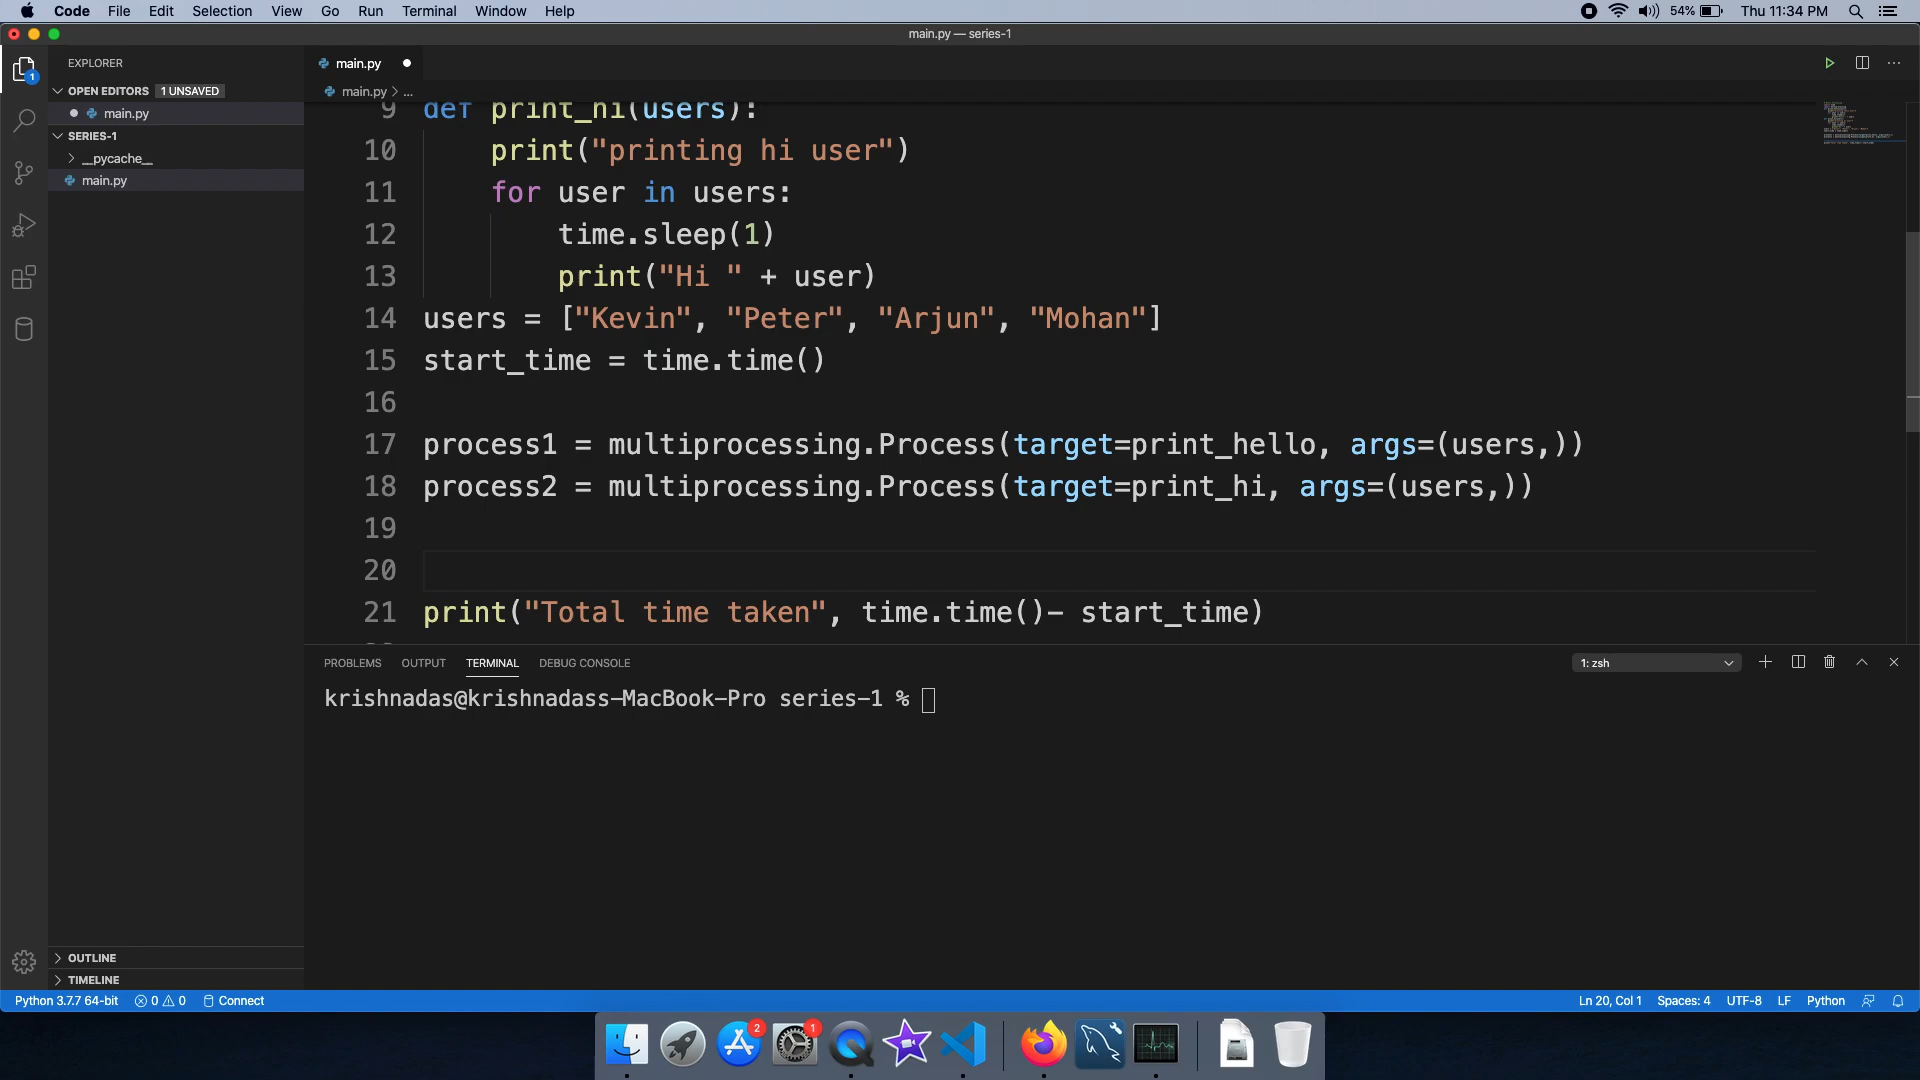 Code File Edit Selection View Go Run Terminal Window Help 54% Thu 11:34 PM
main.py — series-1
EXPLORER
OPEN EDITORS 1 UNSAVED
main.py
SERIES-1
__pycache__
main.py
OUTLINE
TIMELINE
1
main.py
main.py > ...
9 def print_hi(users):
10 print("printing hi user")
11 for user in users:
12 time.sleep(1)
13 print("Hi " + user)
14 users = ["Kevin", "Peter", "Arjun", "Mohan"]
15 start_time = time.time()
16
17 process1 = multiprocessing.Process(target=print_hello, args=(users,))
18 process2 = multiprocessing.Process(target=print_hi, args=(users,))
19
20
21 print("Total time taken", time.time()- start_time)
PROBLEMS OUTPUT TERMINAL DEBUG CONSOLE 1: zsh
krishnadas@krishnadass-MacBook-Pro series-1 %
Python 3.7.7 64-bit 0 0 Connect Ln 20, Col 1 Spaces: 4 UTF-8 LF Python
2 1